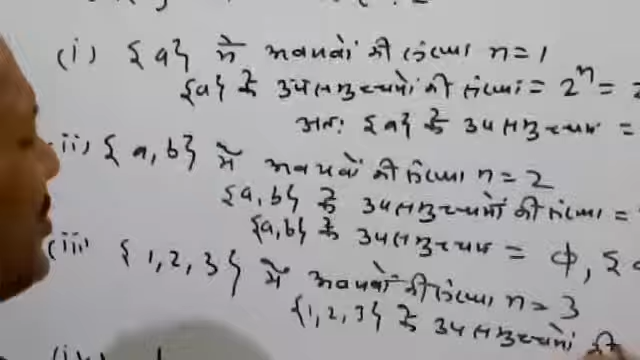 (i) {a} में अवयवों की संख्या n = 1
{a} के उपसमुच्चयों की संख्या = 2ⁿ =
अतः {a} के उपसमुच्चय =
ii) {a, b} में अवयवों की संख्या n = 2
{a, b} के उपसमुच्चयों की संख्या =
{a, b} के उपसमुच्चय = ϕ, {
(iii) {1, 2, 3} में अवयवों की संख्या n = 3
{1, 2, 3} के उपसमुच्चयों की